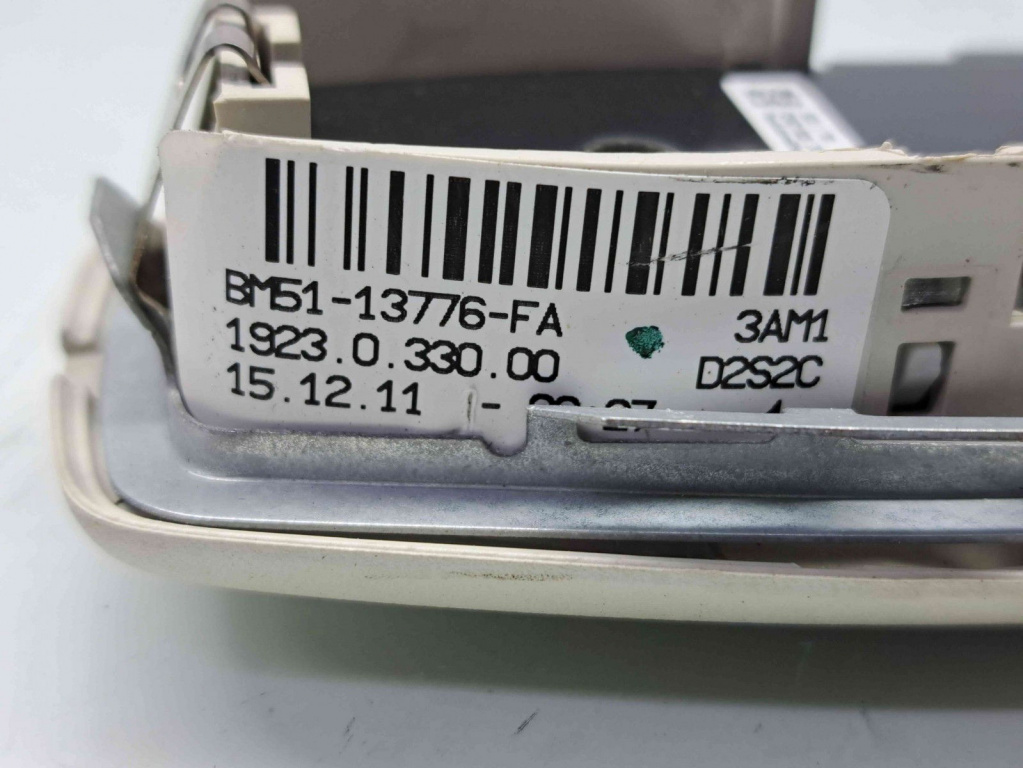 BM51-13776-FA 3AM1
1923.0.330.00 D2S2C
15.12.11 -